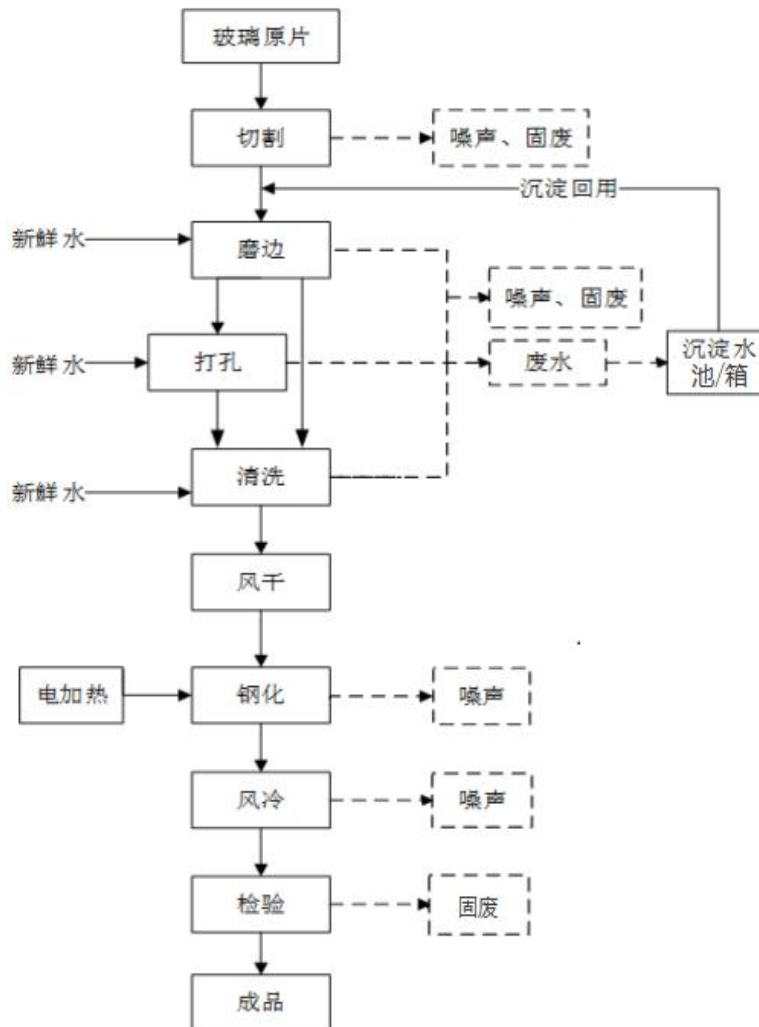 玻璃原片
切割
噪声、固废
沉淀回用
新鲜水
磨边
噪声、固废
新鲜水
打孔
废水
沉淀水
池/箱
新鲜水
清洗
风干
电加热
钢化
噪声
风冷
噪声
检验
固废
成品